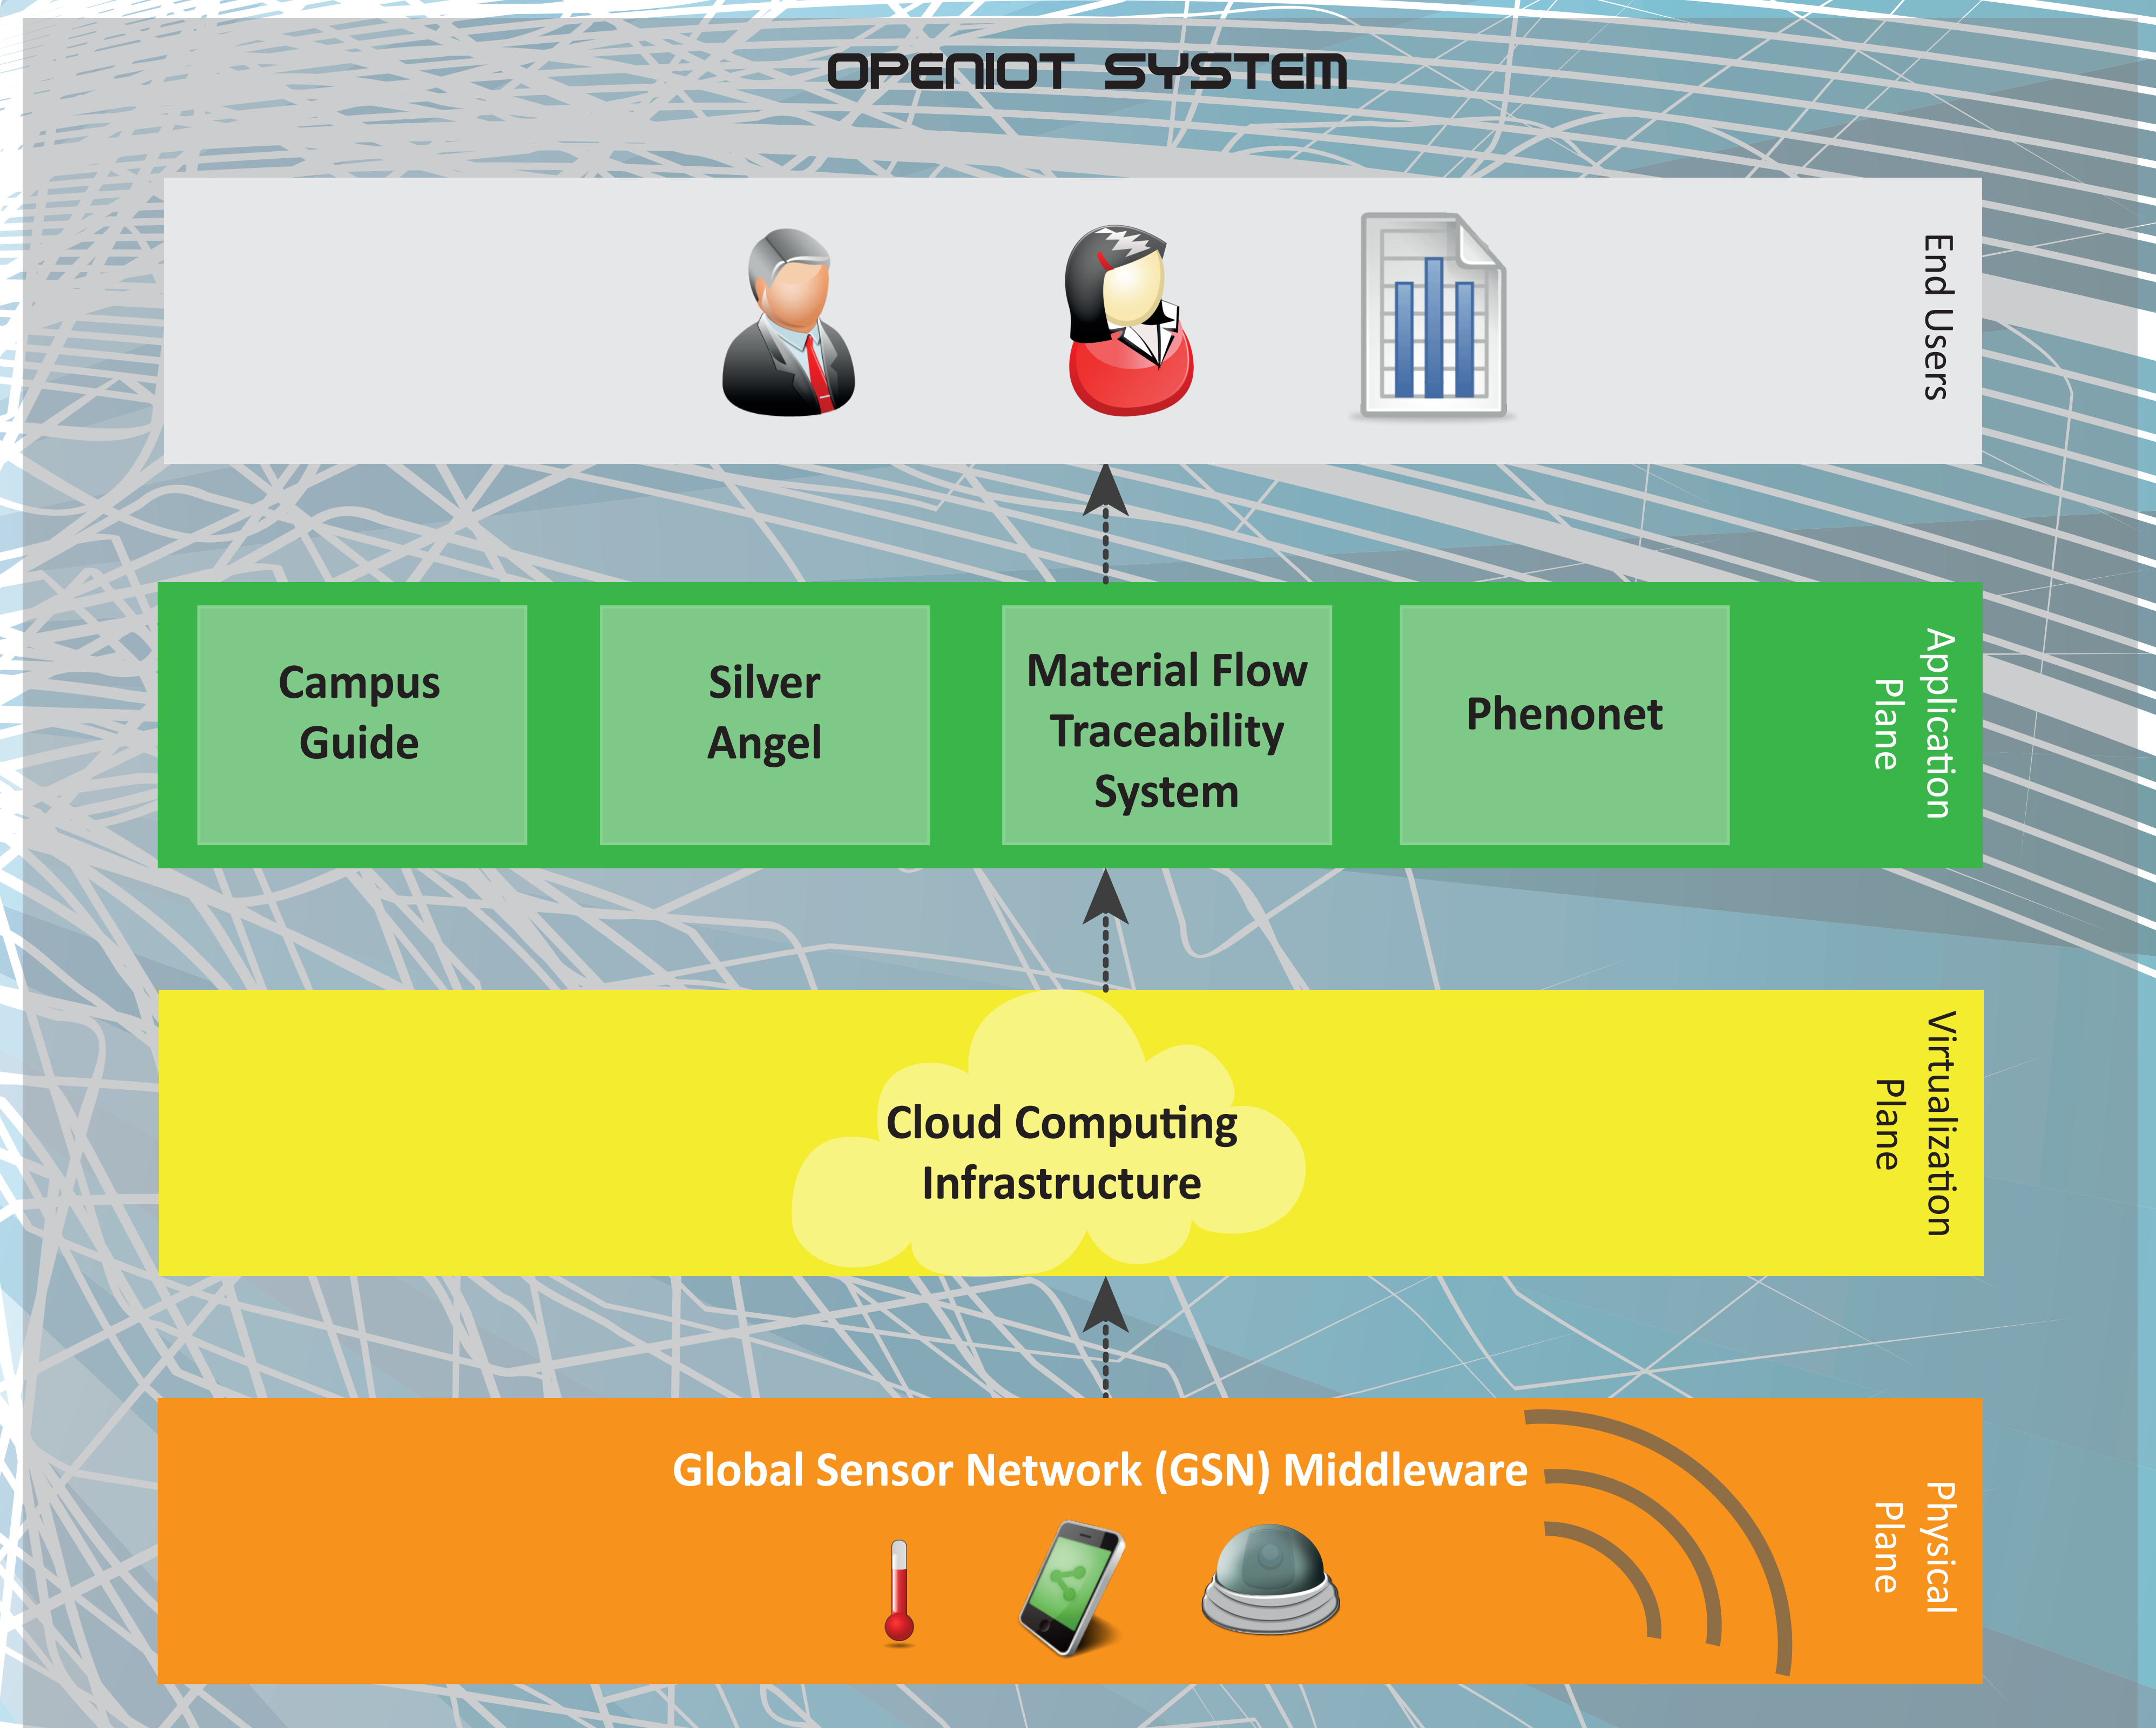 OPENIOT SYSTEM
End Users
Campus
Guide
Silver
Angel
Material Flow
Traceability
System
Phenonet
Application
Plane
Cloud Computing
Infrastructure
Virtualization
Plane
Global Sensor Network (GSN) Middleware
Physical
Plane